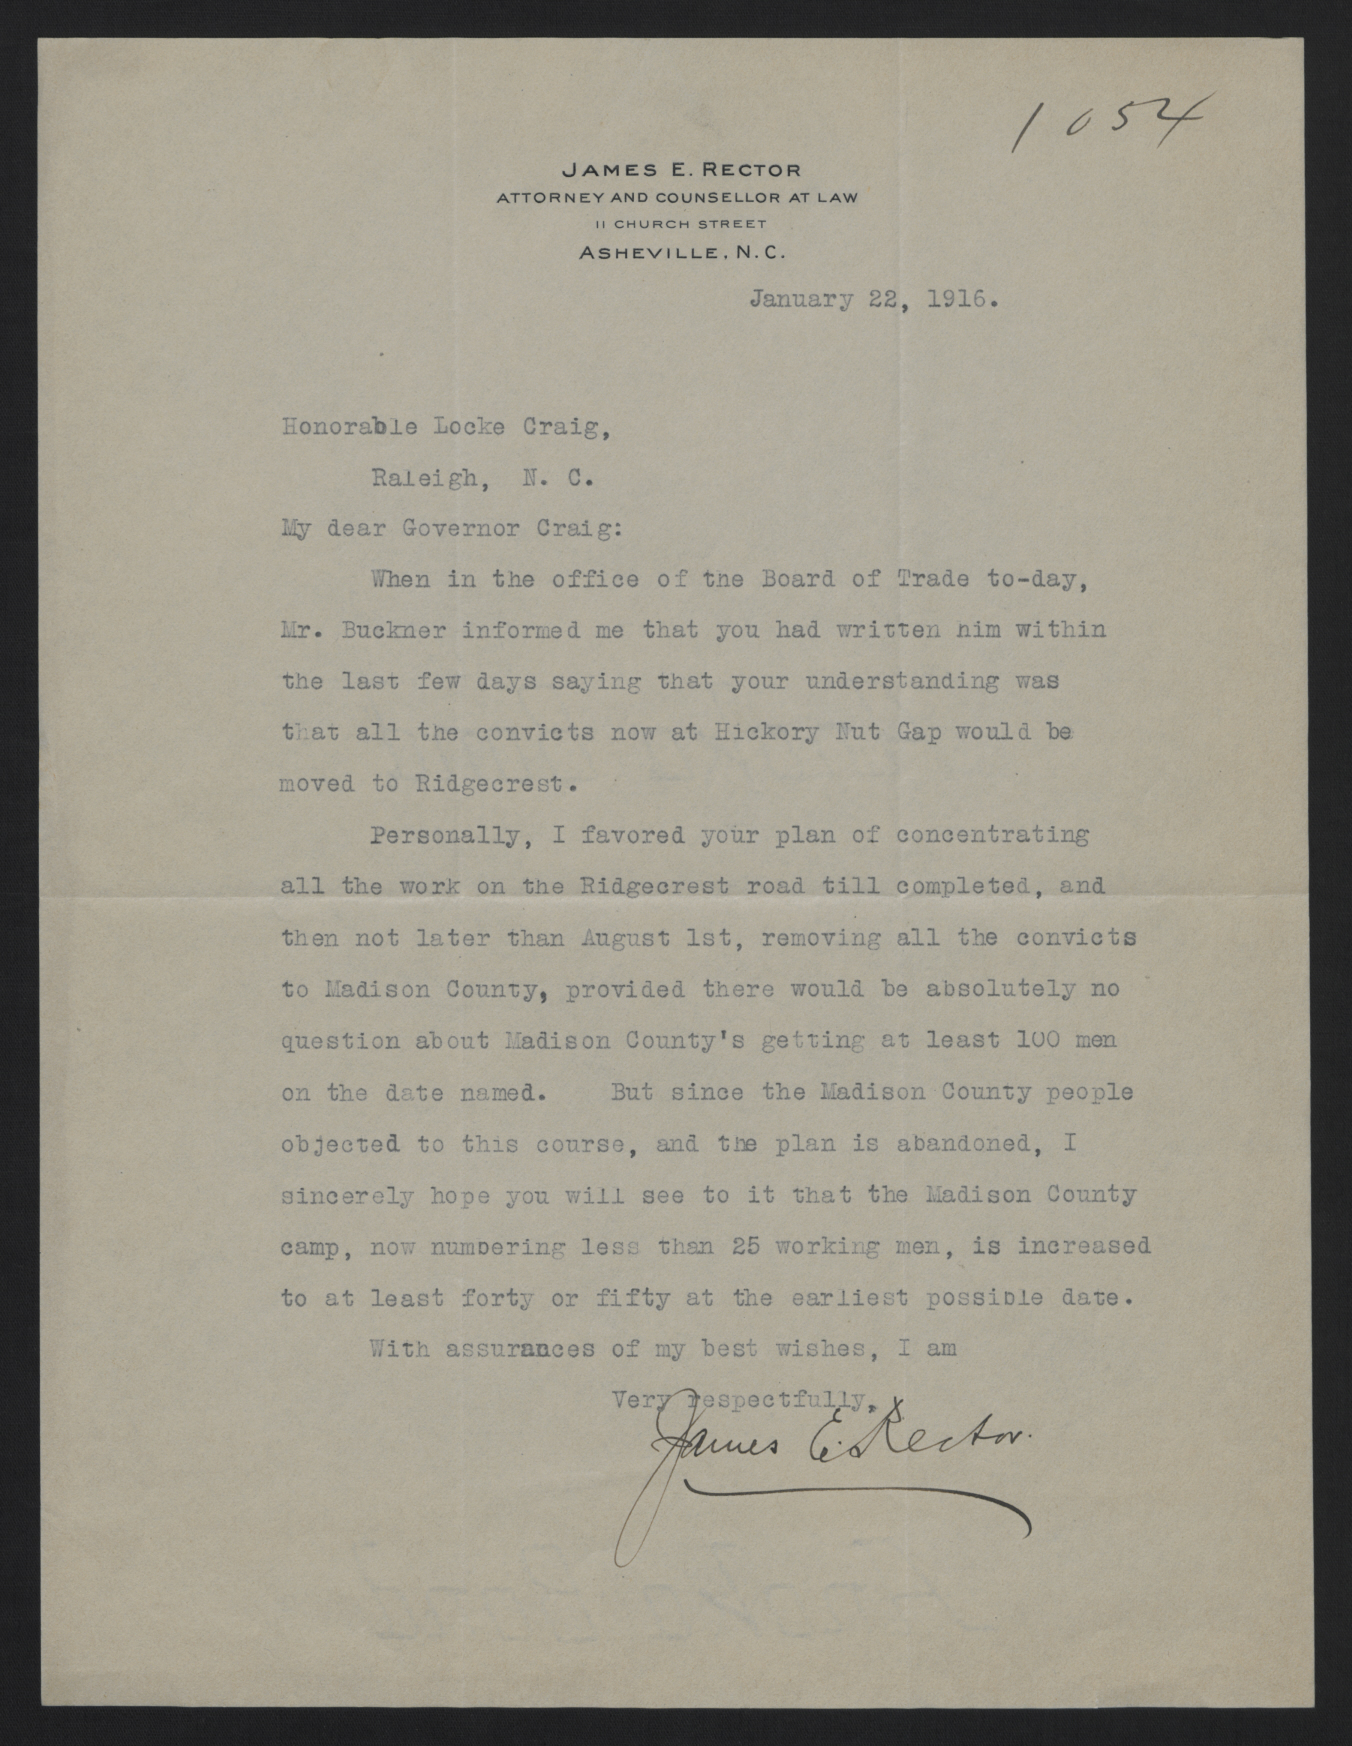 1054
JAMES E. RECTOR
ATTORNEY AND COUNSELLOR AT LAW
11 CHURCH STREET
ASHEVILLE, N. C.
January 22, 1916.
Honorable Locke Craig,
Raleigh, N. C.
My dear Governor Craig:
When in the office of the Board of Trade to-day,
Mr. Buckner informed me that you had written him within
the last few days saying that your understanding was
that all the convicts now at Hickory Nut Gap would be
moved to Ridgecrest.
Personally, I favored your plan of concentrating
all the work on the Ridgecrest road till completed, and
then not later than August 1st, removing all the convicts
to Madison County, provided there would be absolutely no
question about Madison County's getting at least 100 men
on the date named. But since the Madison County people
objected to this course, and the plan is abandoned, I
sincerely hope you will see to it that the Madison County
camp, now numbering less than 25 working men, is increased
to at least forty or fifty at the earliest possible date.
With assurances of my best wishes, I am
Very respectfully,
James E. Rector.